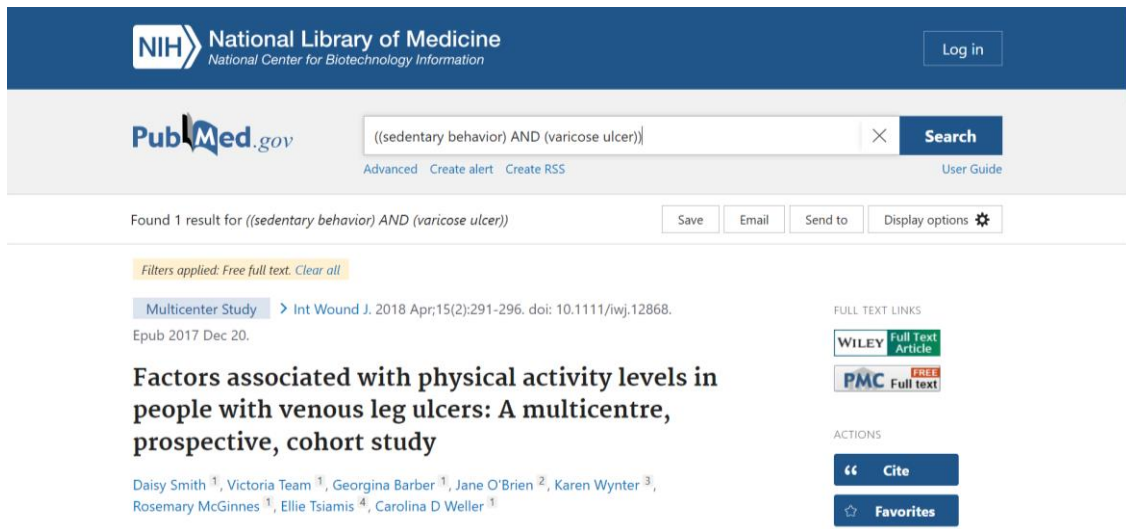 NIH National Library of Medicine
National Center for Biotechnology Information
Log in
PubMed.gov
((sedentary behavior) AND (varicose ulcer))
Search
Advanced Create alert Create RSS
User Guide
Found 1 result for ((sedentary behavior) AND (varicose ulcer))
Save Email Send to Display options
Filters applied: Free full text. Clear all
Multicenter Study > Int Wound J. 2018 Apr;15(2):291-296. doi: 10.1111/iwj.12868.
Epub 2017 Dec 20.
Factors associated with physical activity levels in
people with venous leg ulcers: A multicentre,
prospective, cohort study
Daisy Smith 1, Victoria Team 1, Georgina Barber 1, Jane O'Brien 2, Karen Wynter 3,
Rosemary McGinnes 1, Ellie Tsiamis 4, Carolina D Weller 1
FULL TEXT LINKS
WILEY Full Text
Article
PMC FREE
Full text
ACTIONS
Cite
Favorites